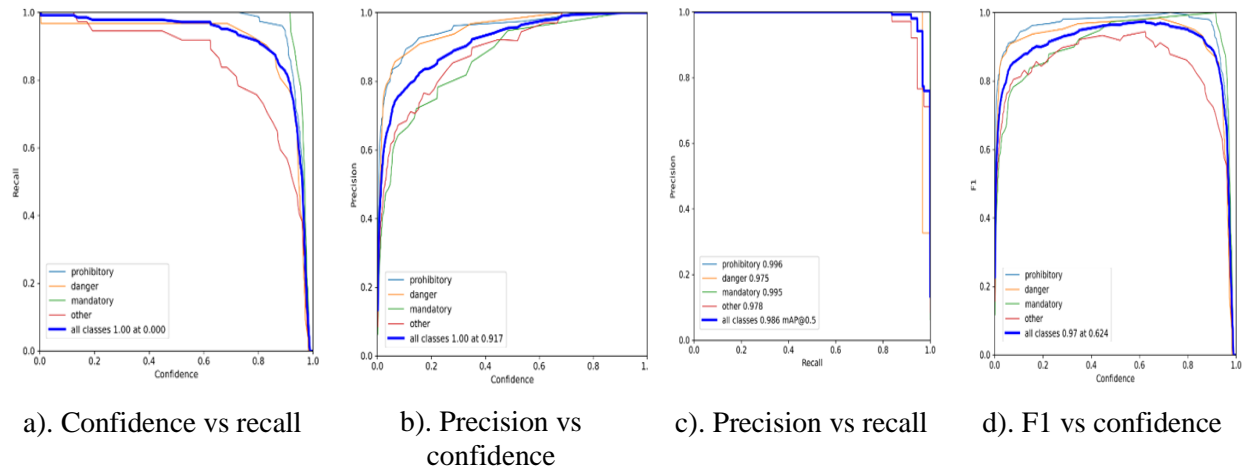 1.0
0.8
0.6
0.4
0.2
0.0
Recall
prohibitory
danger
mandatory
other
all classes 1.00 at 0.000
0.0 0.2 0.4 0.6 0.8 1.0
Confidence
1.0
0.8
0.6
0.4
0.2
0.0
Precision
prohibitory
danger
mandatory
other
all classes 1.00 at 0.917
0.0 0.2 0.4 0.6 0.8 1.
Confidence
1.0
0.8
0.6
0.4
0.2
0.0
Precision
prohibitory 0.996
danger 0.975
mandatory 0.995
other 0.978
all classes 0.986 mAP@0.5
0.0 0.2 0.4 0.6 0.8 1.0
Recall
1.0
0.8
0.6
0.4
0.2
0.0
F1
prohibitory
danger
mandatory
other
all classes 0.97 at 0.624
0.0 0.2 0.4 0.6 0.8 1.0
Confidence
a). Confidence vs recall
b). Precision vs
confidence
c). Precision vs recall
d). F1 vs confidence